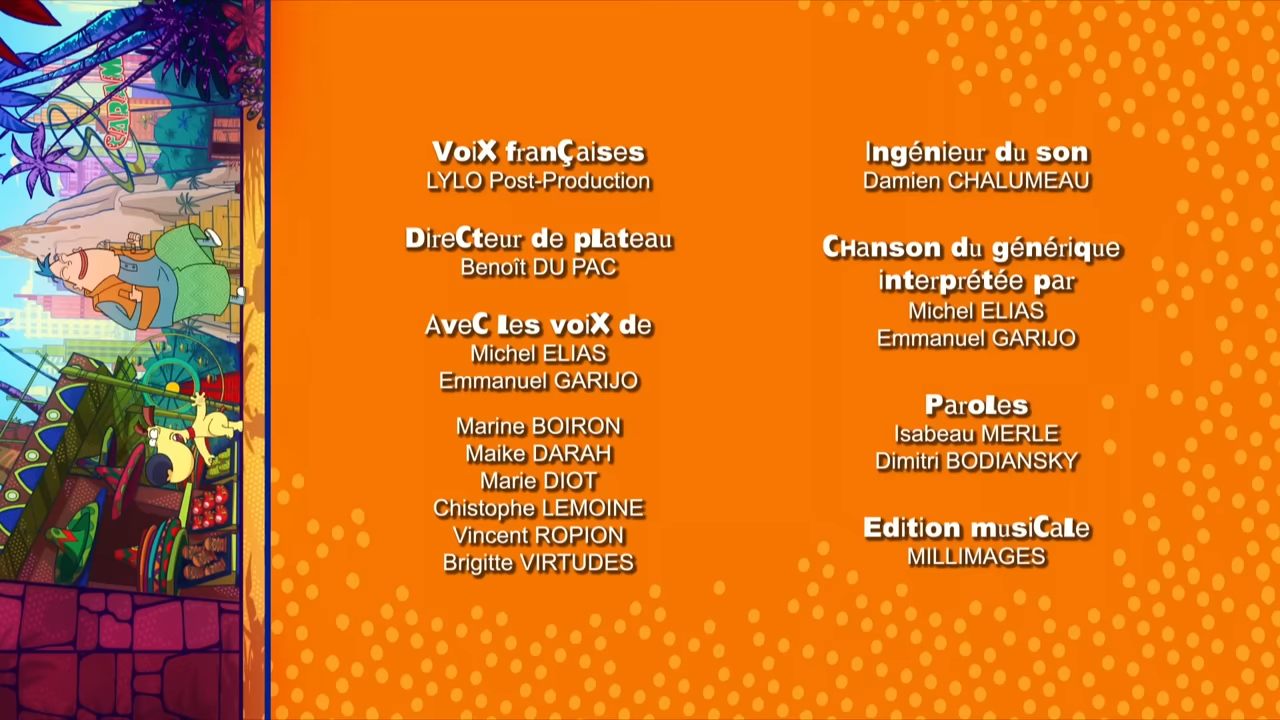 Voix françaises
LYLO Post-Production
Directeur de plateau
Benoît DU PAC
Avec les voix de
Michel ELIAS
Emmanuel GARIJO
Marine BOIRON
Maike DARAH
Marie DIOT
Chistophe LEMOINE
Vincent ROPION
Brigitte VIRTUDES
Ingénieur du son
Damien CHALUMEAU
Chanson du générique
interprétée par
Michel ELIAS
Emmanuel GARIJO
Paroles
Isabeau MERLE
Dimitri BODIANSKY
Edition musicale
MILLIMAGES